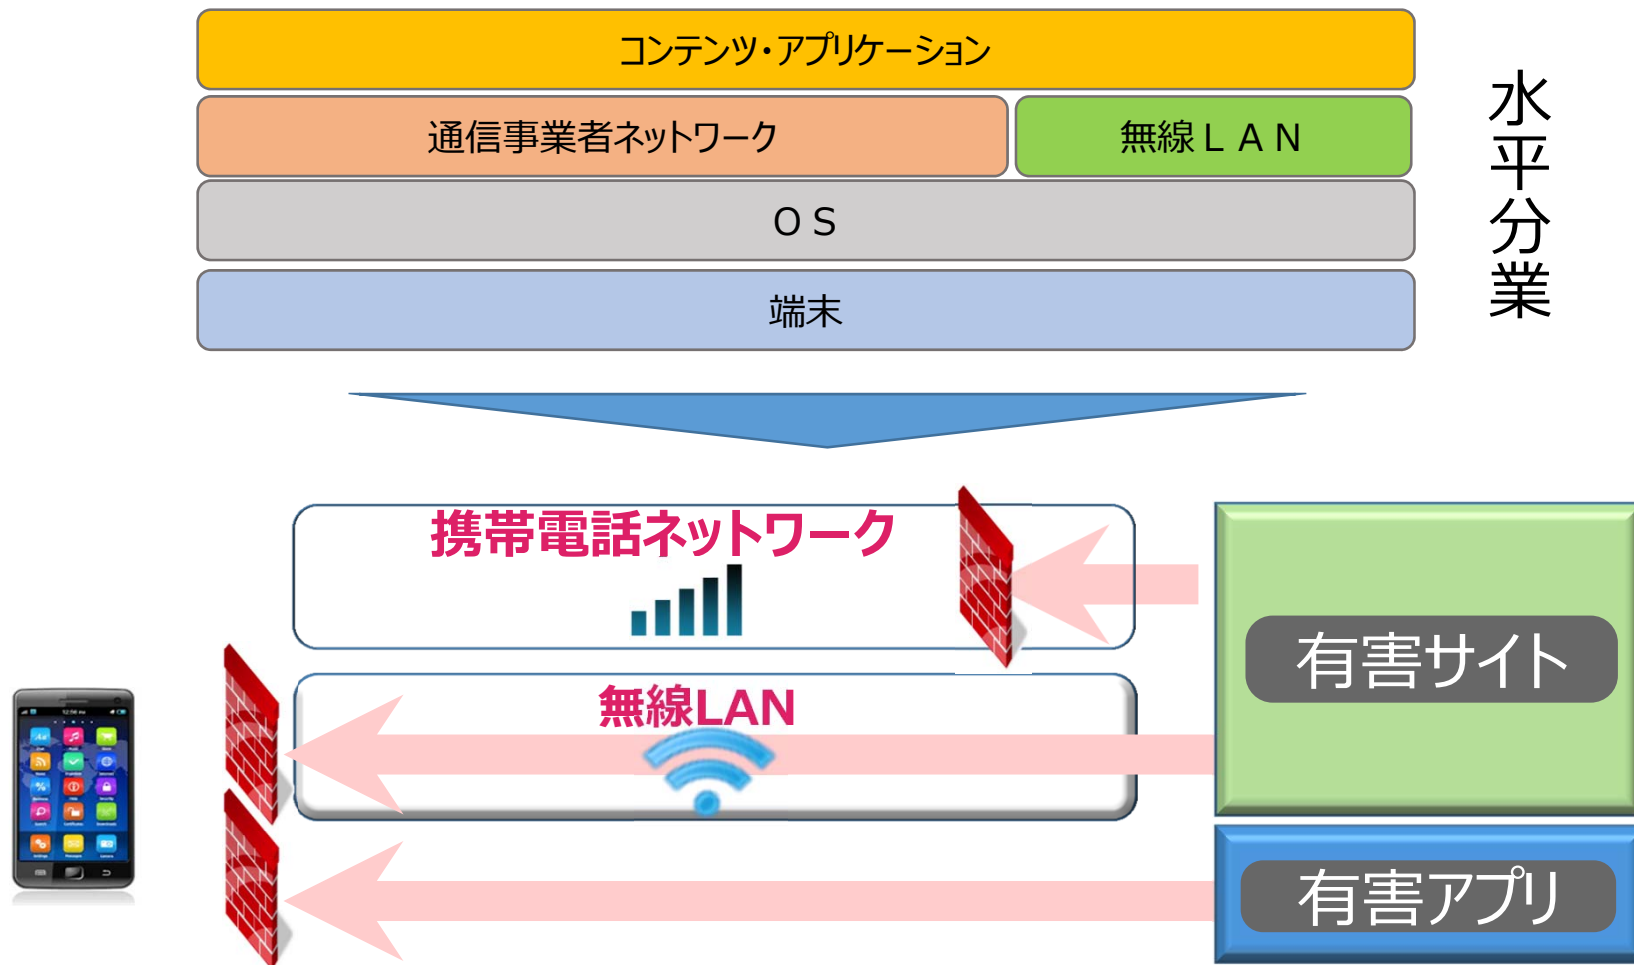 コンテンツ・アプリケーション
通信事業者ネットワーク
無線ＬＡＮ
ＯＳ
端末
水平分業
携帯電話ネットワーク
無線LAN
有害サイト
有害アプリ